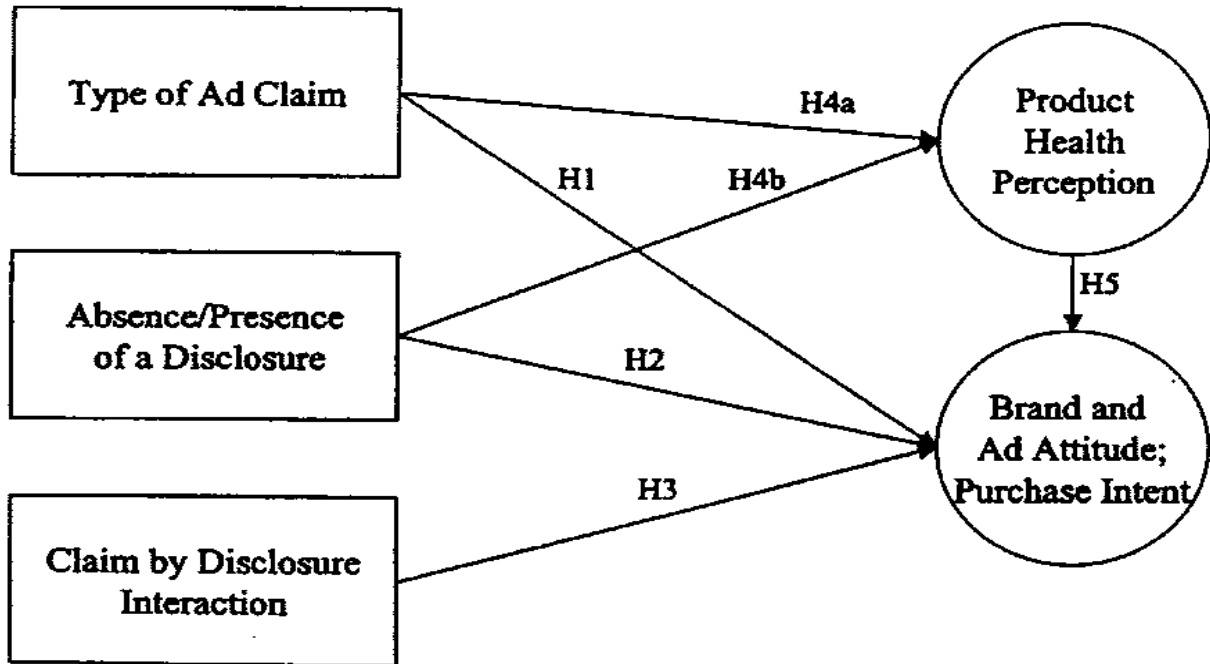 Type of Ad Claim
H4a
Product
Health
Perception
H1
H4b
Absence/Presence
of a Disclosure
H5
H2
Brand and
Ad Attitude;
Purchase Intent
H3
Claim by Disclosure
Interaction